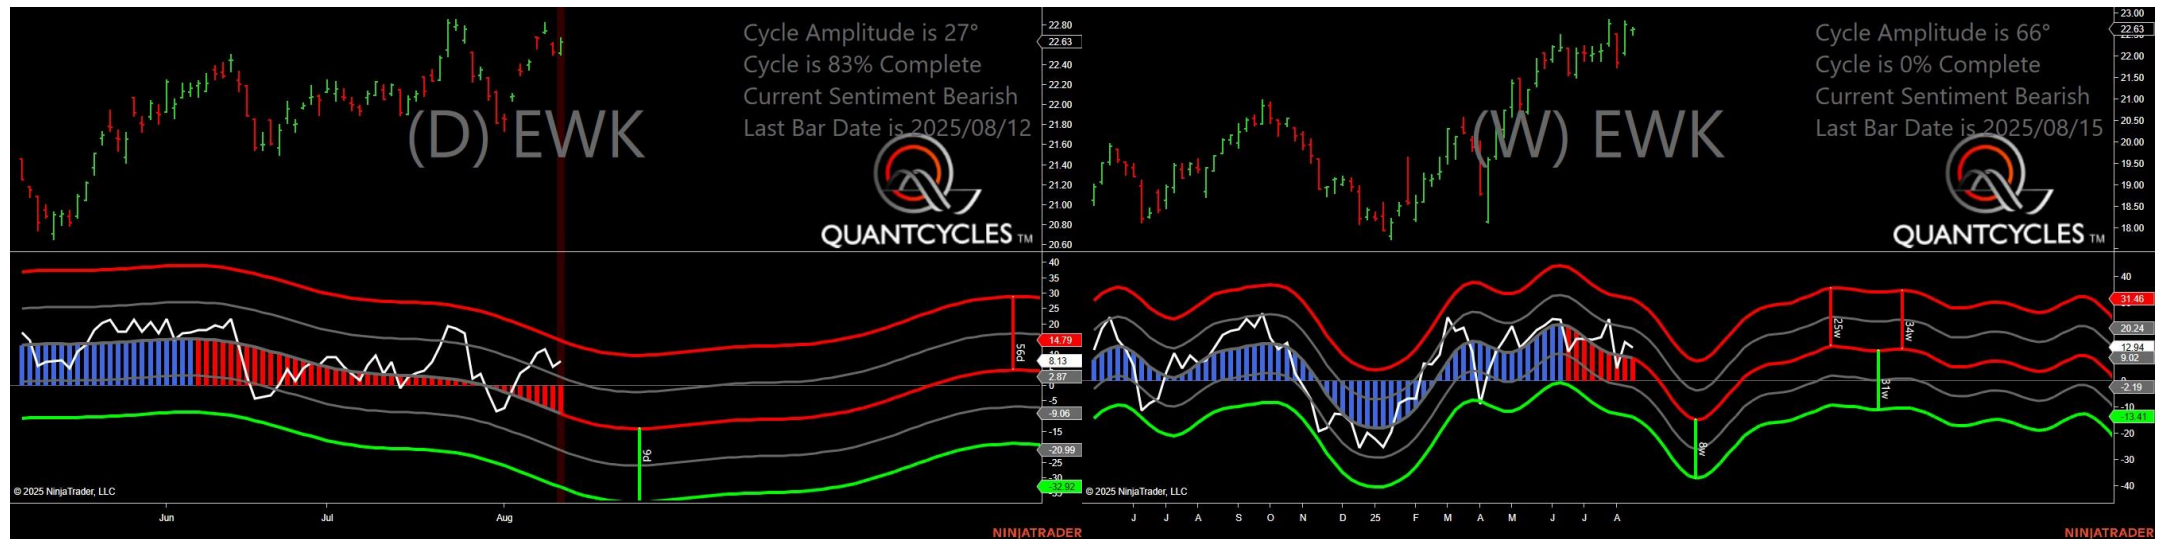 Cycle Amplitude is 27°
Cycle is 83% Complete
Current Sentiment Bearish
Last Bar Date is 2025/08/12
(D) EWK
QUANTCYCLES TM
22.80
22.63
22.40
22.20
22.00
21.80
21.60
21.40
21.20
21.00
20.80
20.60
40
35
30
25
20
14.79
8.13
2.87
0
-5
-9.06
-15
-20.99
-25
-30
-32.92
9d
56d
© 2025 NinjaTrader, LLC
Jun
Jul
Aug
NINJATRADER
Cycle Amplitude is 66°
Cycle is 0% Complete
Current Sentiment Bearish
Last Bar Date is 2025/08/15
(W) EWK
QUANTCYCLES TM
23.00
22.63
22.00
21.50
21.00
20.50
20.00
19.50
19.00
18.50
18.00
40
31.46
20.24
12.94
9.02
-2.19
-10
-13.41
-20
-30
-40
25w
34w
31w
8w
© 2025 NinjaTrader, LLC
J J A S O N D 25 F M A M J J A
NINJATRADER